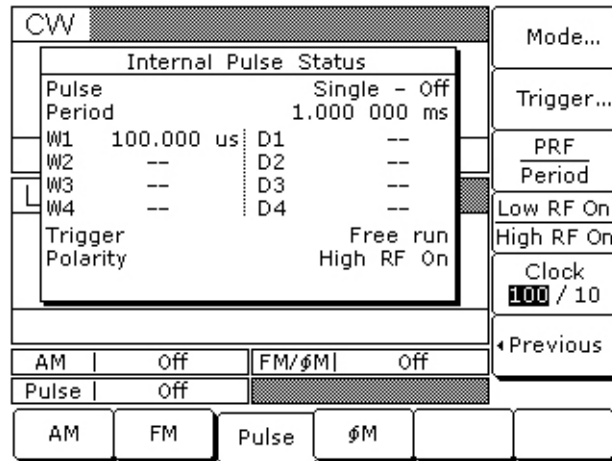 CW
Internal Pulse Status
Pulse Single – Off
Period 1.000 000 ms
W1 100.000 us D1 --
W2 -- D2 --
W3 -- D3 --
W4 -- D4 --
Trigger Free run
Polarity High RF On
L
AM | Off FM/ϕM| Off
Pulse | Off
AM FM Pulse ϕM
Mode...
Trigger...
PRF
Period
Low RF On
High RF On
Clock
100 / 10
Previous